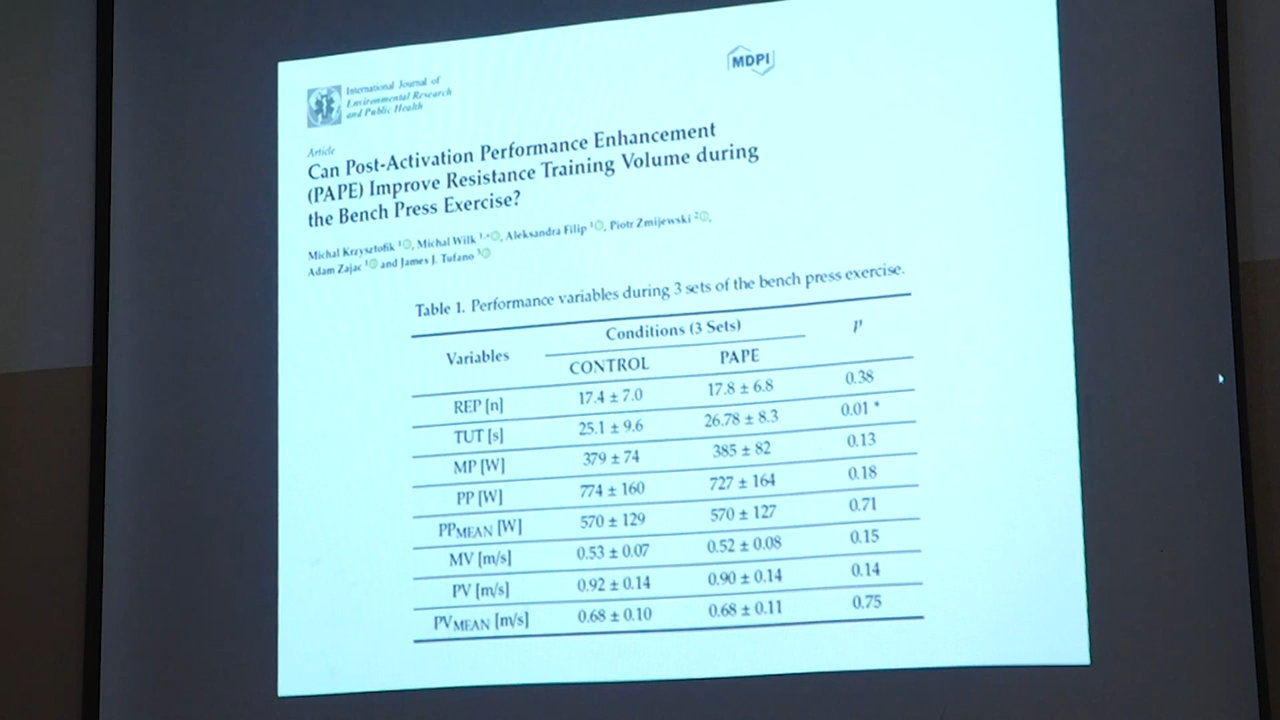 International Journal of
Environmental Research
and Public Health
MDPI
Article
Can Post-Activation Performance Enhancement
(PAPE) Improve Resistance Training Volume during
the Bench Press Exercise?
Michal Krzysztofik 1, Michal Wilk 1,*, Aleksandra Filip 1, Piotr Zmijewski 2,
Adam Zajac 1 and James J. Tufano 3
Table 1. Performance variables during 3 sets of the bench press exercise.
Variables Conditions (3 Sets) p
CONTROL PAPE
REP [n] 17.4 ± 7.0 17.8 ± 6.8 0.38
TUT [s] 25.1 ± 9.6 26.78 ± 8.3 0.01 *
MP [W] 379 ± 74 385 ± 82 0.13
PP [W] 774 ± 160 727 ± 164 0.18
PPMEAN [W] 570 ± 129 570 ± 127 0.71
MV [m/s] 0.53 ± 0.07 0.52 ± 0.08 0.15
PV [m/s] 0.92 ± 0.14 0.90 ± 0.14 0.14
PVMEAN [m/s] 0.68 ± 0.10 0.68 ± 0.11 0.75